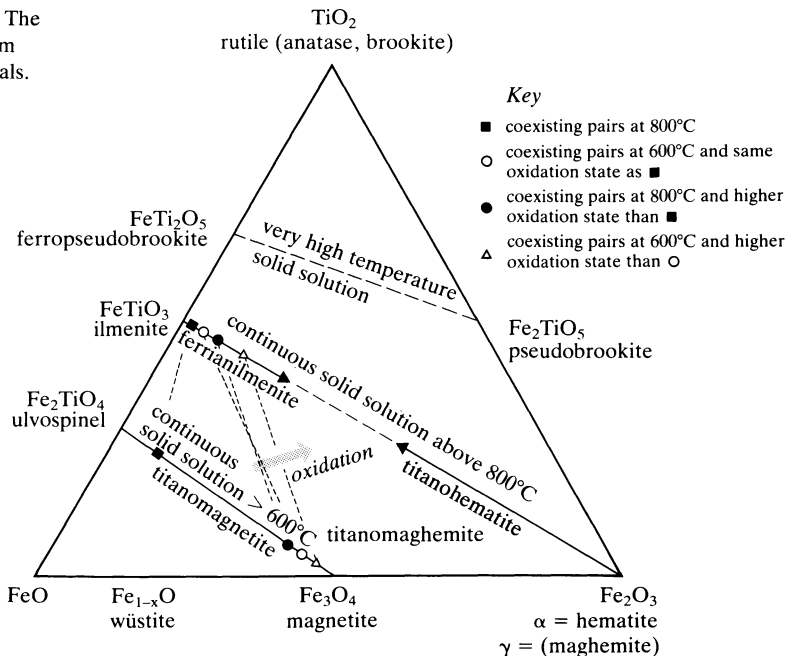 The
m
als.
TiO₂
rutile (anatase, brookite)
Key
■ coexisting pairs at 800°C
○ coexisting pairs at 600°C and same
oxidation state as ■
● coexisting pairs at 800°C and higher
oxidation state than ■
△ coexisting pairs at 600°C and higher
oxidation state than ○
FeTi₂O₅
ferropseudobrookite
very high temperature
solid solution
FeTiO₃
ilmenite
Fe₂TiO₅
pseudobrookite
continuous solid solution above 800°C
ferrianilmenite
titanohematite
Fe₂TiO₄
ulvospinel
continuous
solid solution > 600°C
titanomagnetite
oxidation
titanomaghemite
FeO
Fe₁₋ₓO
wüstite
Fe₃O₄
magnetite
Fe₂O₃
α = hematite
γ = (maghemite)